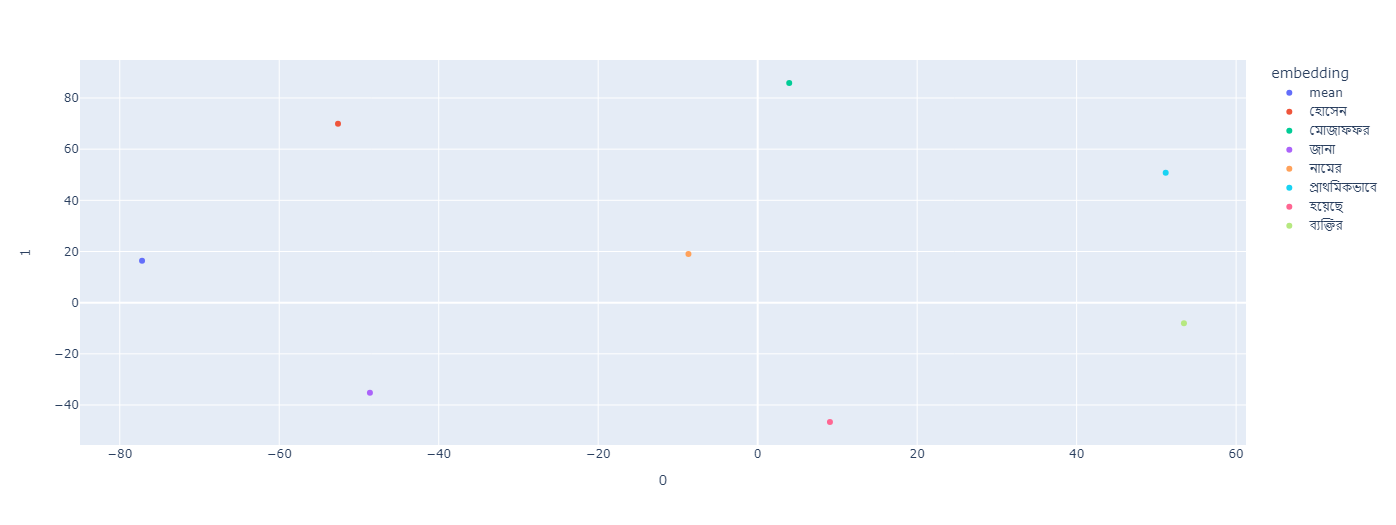 embedding
mean
হোসেন
মোজাফফর
জানা
নামের
প্রাথমিকভাবে
হয়েছে
ব্যক্তির
80
60
40
20
0
−20
−40
1
−80
−60
−40
−20
0
20
40
60
0